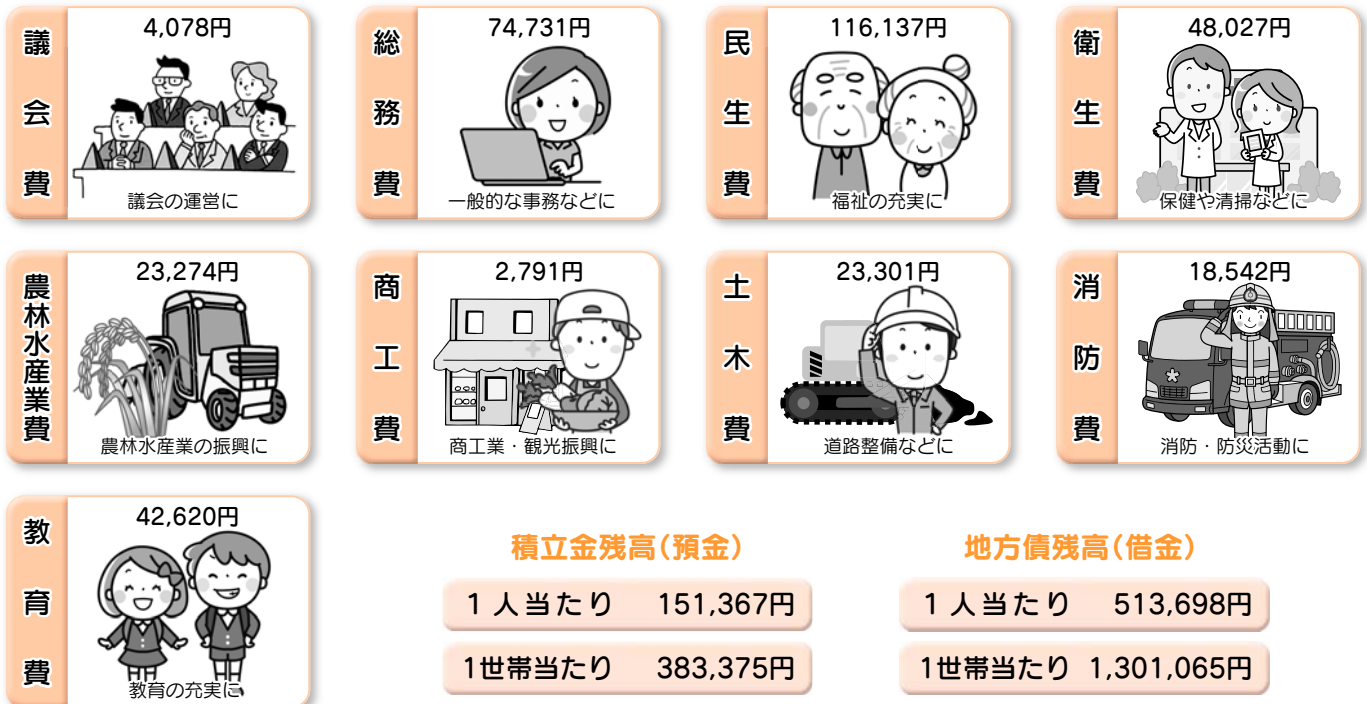 議会費
4,078円
議会の運営に
総務費
74,731円
一般的な事務などに
民生費
116,137円
福祉の充実に
衛生費
48,027円
保健や清掃などに
農林水産業費
23,274円
農林水産業の振興に
商工費
2,791円
商工業・観光振興に
土木費
23,301円
道路整備などに
消防費
18,542円
消防・防災活動に
教育費
42,620円
教育の充実に
積立金残高(預金)
1人当たり 151,367円
1世帯当たり 383,375円
地方債残高(借金)
1人当たり 513,698円
1世帯当たり 1,301,065円